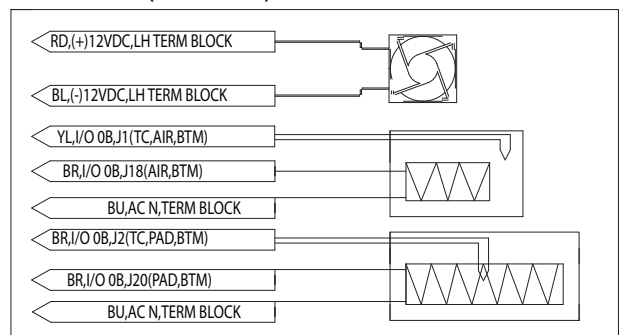 RD,(+)12VDC,LH TERM BLOCK
BL,(-)12VDC,LH TERM BLOCK
YL,I/O 0B,J1(TC,AIR,BTM)
BR,I/O 0B,J18(AIR,BTM)
BU,AC N,TERM BLOCK
BR,I/O 0B,J2(TC,PAD,BTM)
BR,I/O 0B,J20(PAD,BTM)
BU,AC N,TERM BLOCK